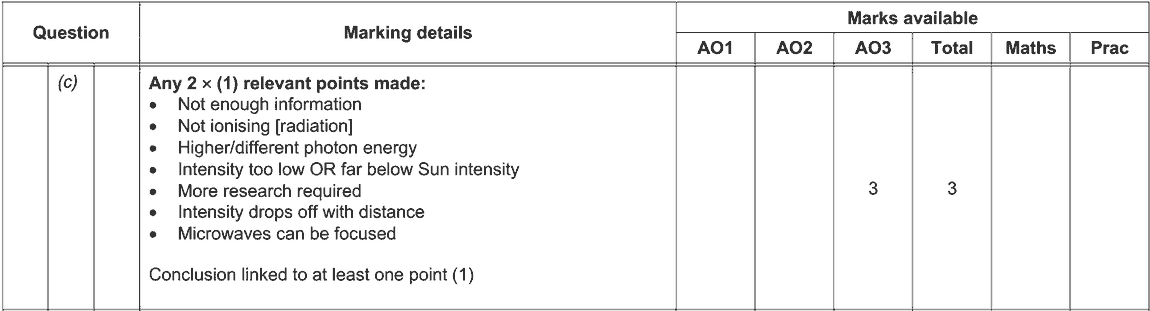 Question
Marking details
Marks available
AO1 AO2 AO3 Total Maths Prac
(c)
Any 2 × (1) relevant points made:
• Not enough information
• Not ionising [radiation]
• Higher/different photon energy
• Intensity too low OR far below Sun intensity
• More research required
• Intensity drops off with distance
• Microwaves can be focused
Conclusion linked to at least one point (1)
3 3